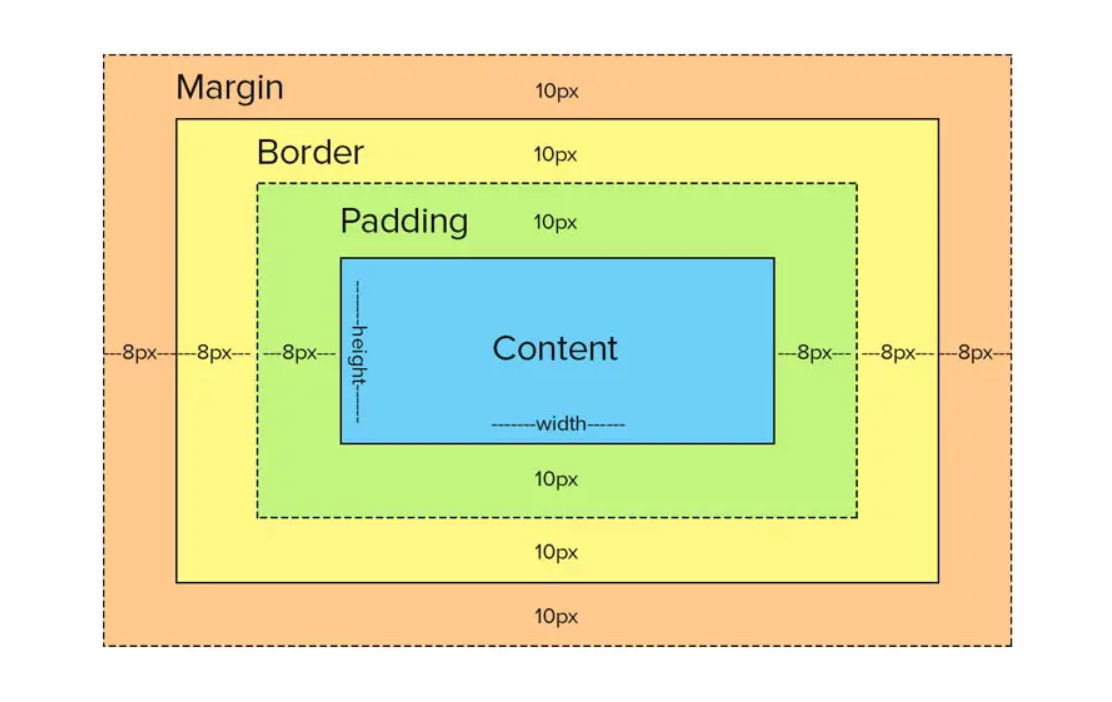 Margin
10px
Border
10px
Padding
10px
height
Content
8px
8px
8px
8px
8px
8px
width
10px
10px
10px